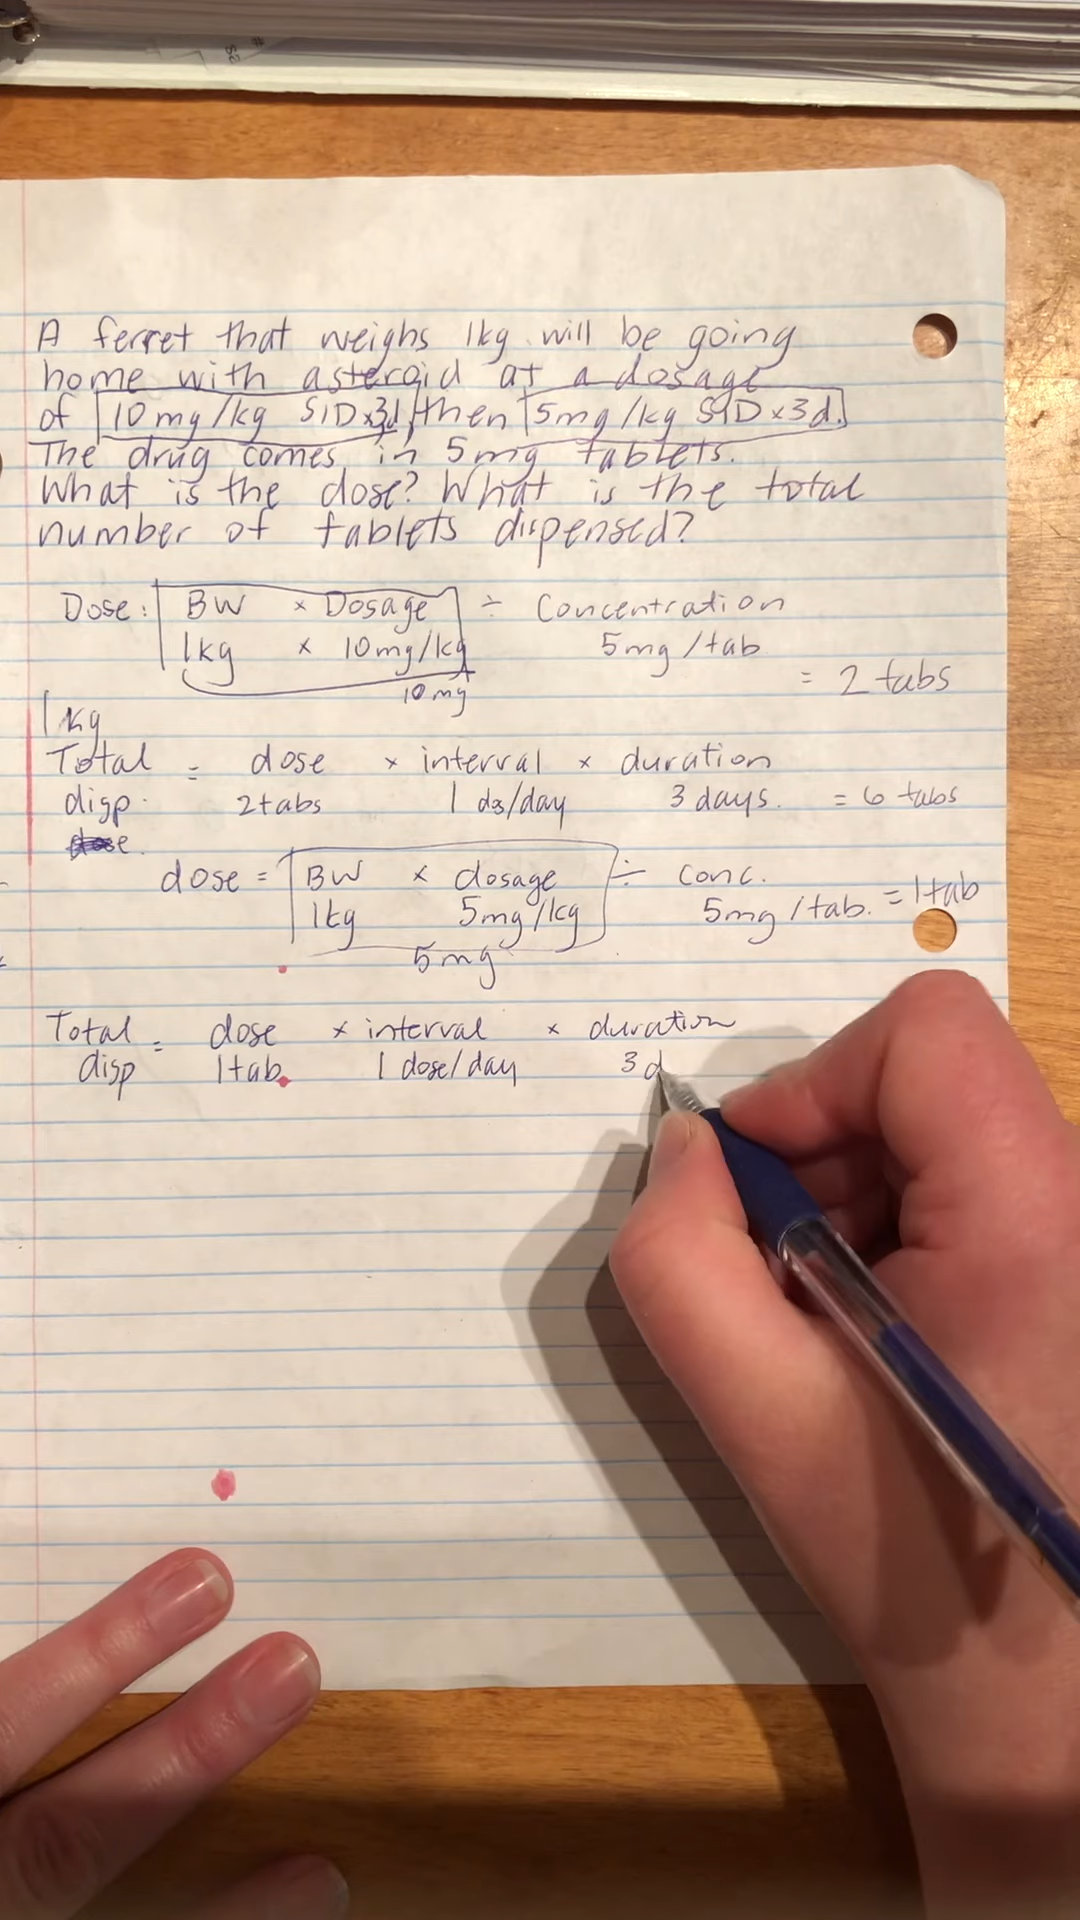 A ferret that weighs 1kg will be going
home with asteroid at a dosage
of 10mg/kg SID x3d, then 5mg/kg SID x 3d.
The drug comes in 5mg tablets.
What is the dose? What is the total
number of tablets dispensed?
Dose: BW x Dosage ÷ Concentration
1kg x 10mg/kg 5mg/tab
10mg = 2 tabs
1kg
Total = dose x interval x duration
disp. 2tabs 1 ds/day 3 days. = 6 tabs
dose = BW x dosage ÷ conc.
1kg 5mg/kg 5mg/tab. = 1tab
5mg
Total = dose x interval x duration
disp 1tab. 1 dose/day 3 d